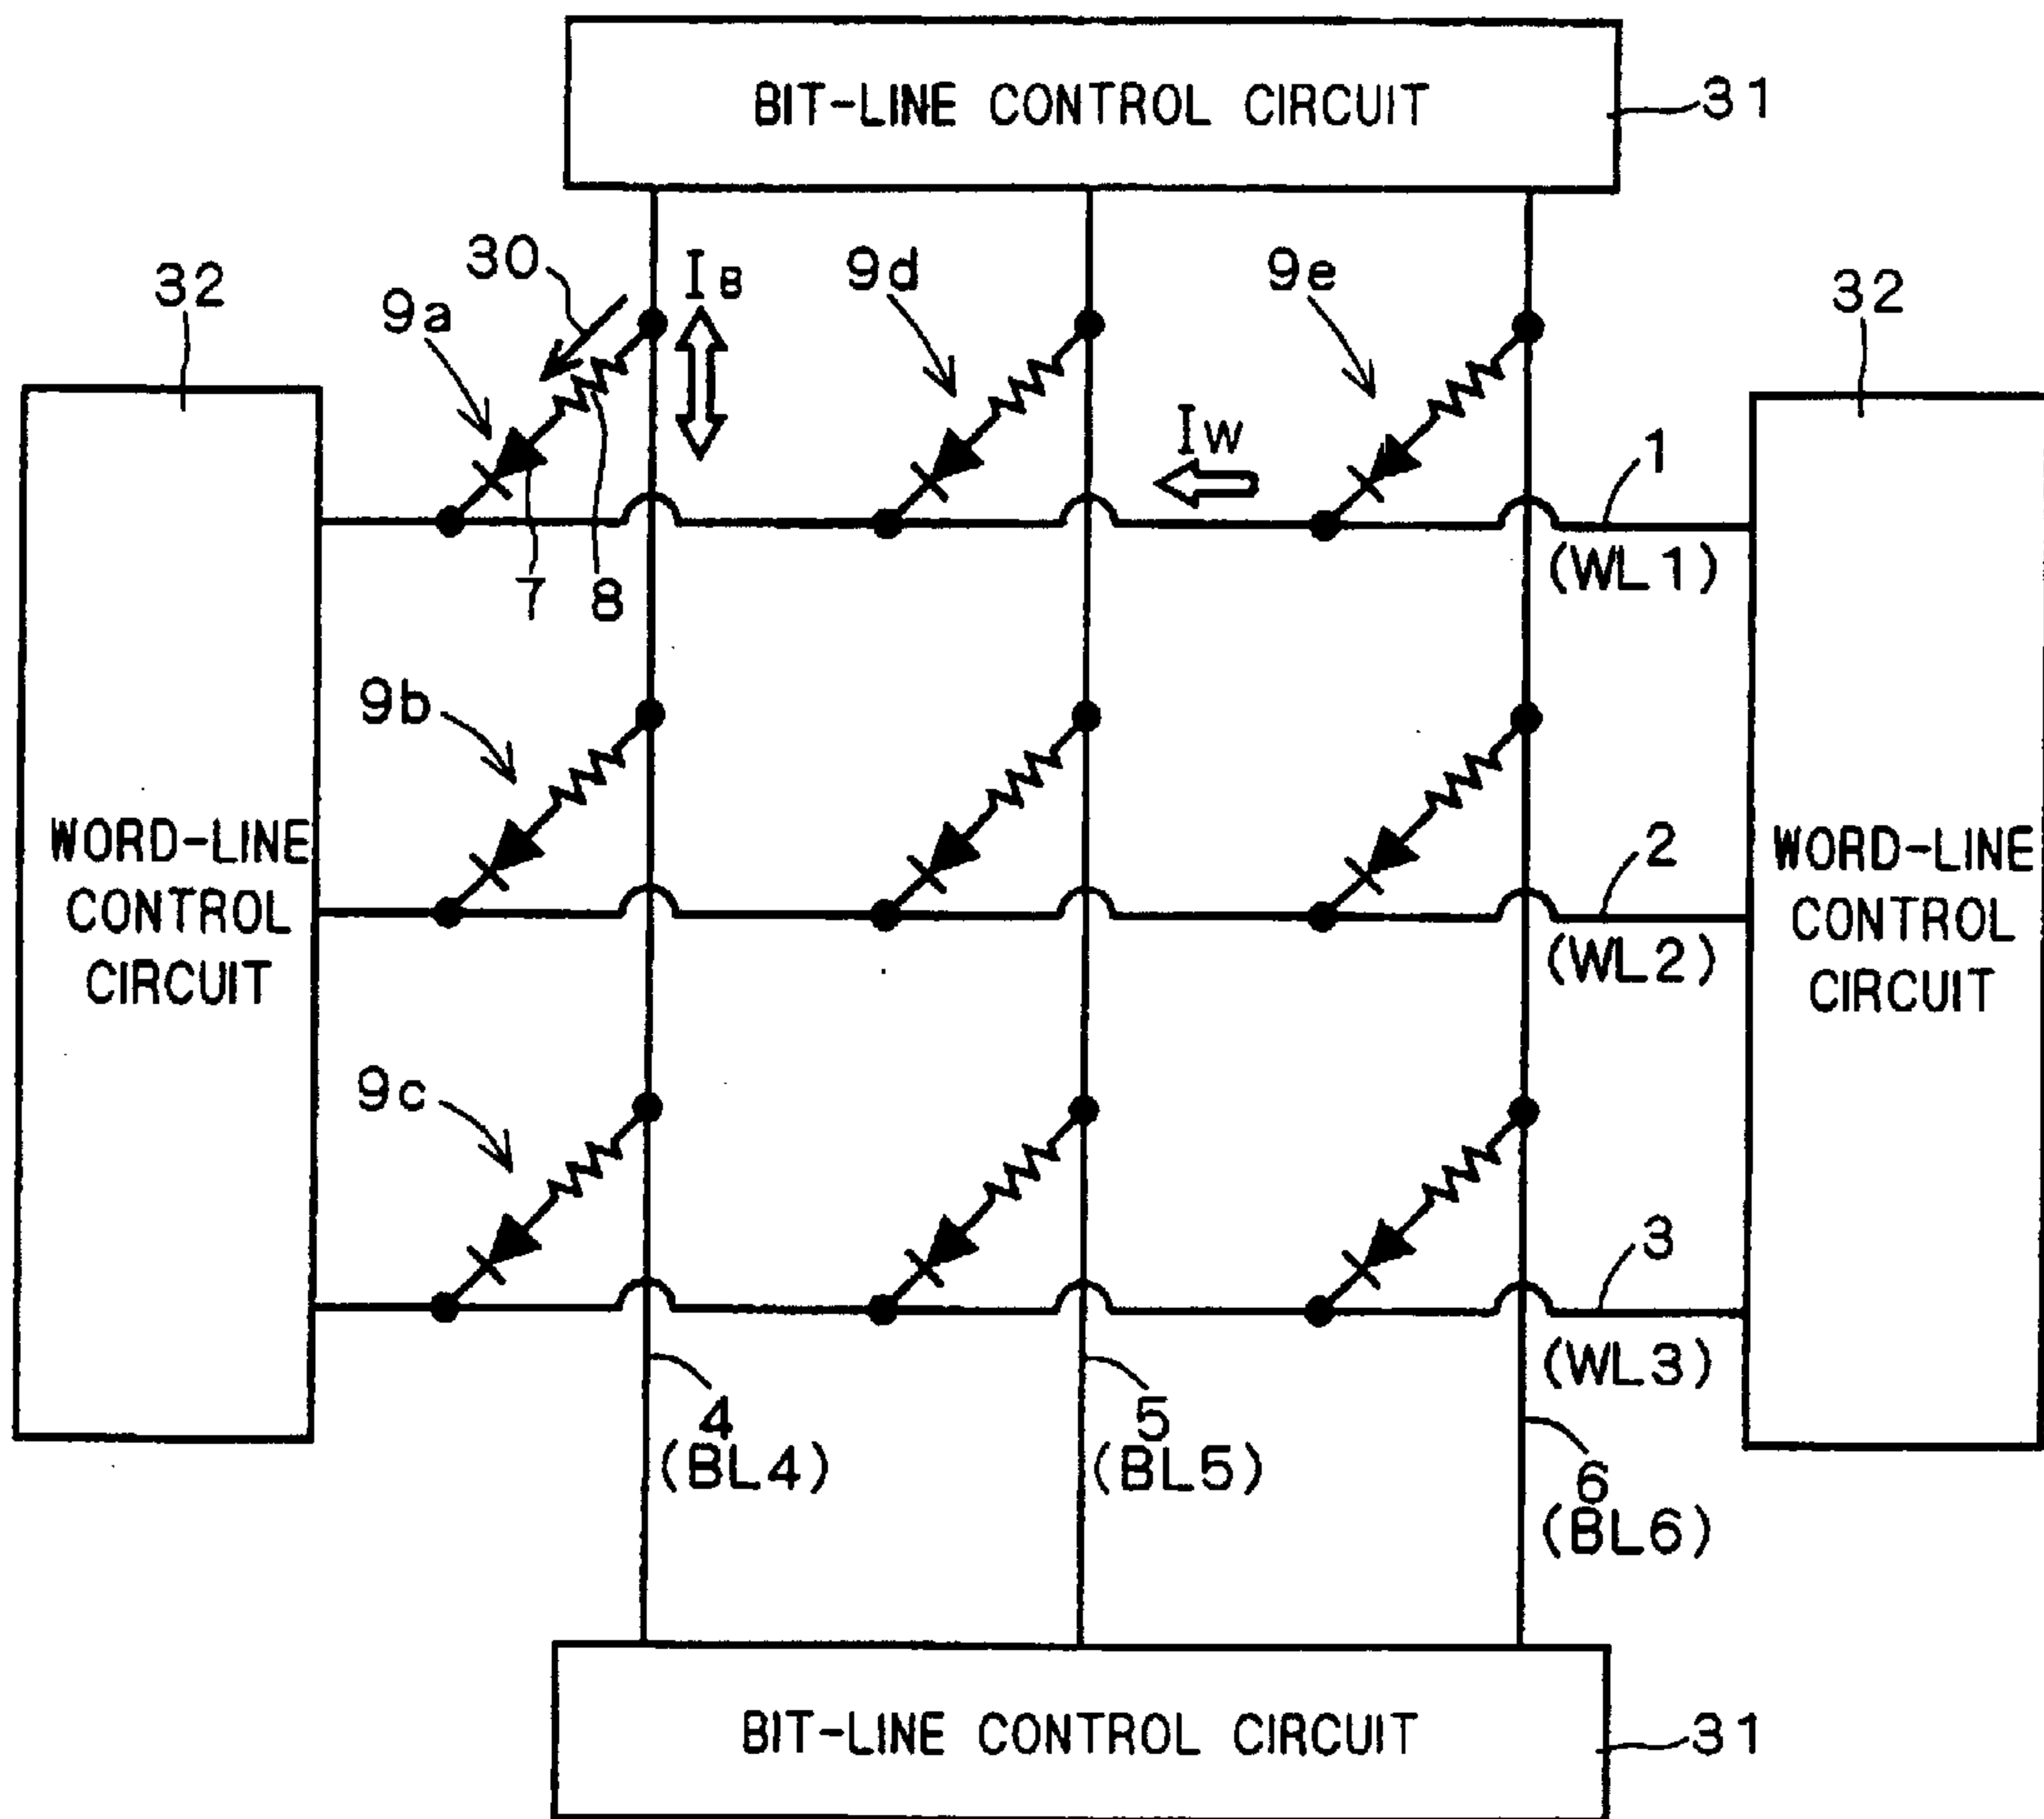 BIT-LINE CONTROL CIRCUIT
31
30
IB
9d
9e
32
9a
32
IW
1
(WL1)
7
8
9b
2
(WL2)
WORD-LINE
CONTROL
CIRCUIT
WORD-LINE
CONTROL
CIRCUIT
9c
3
(WL3)
4
(BL4)
5
(BL5)
6
(BL6)
BIT-LINE CONTROL CIRCUIT
31